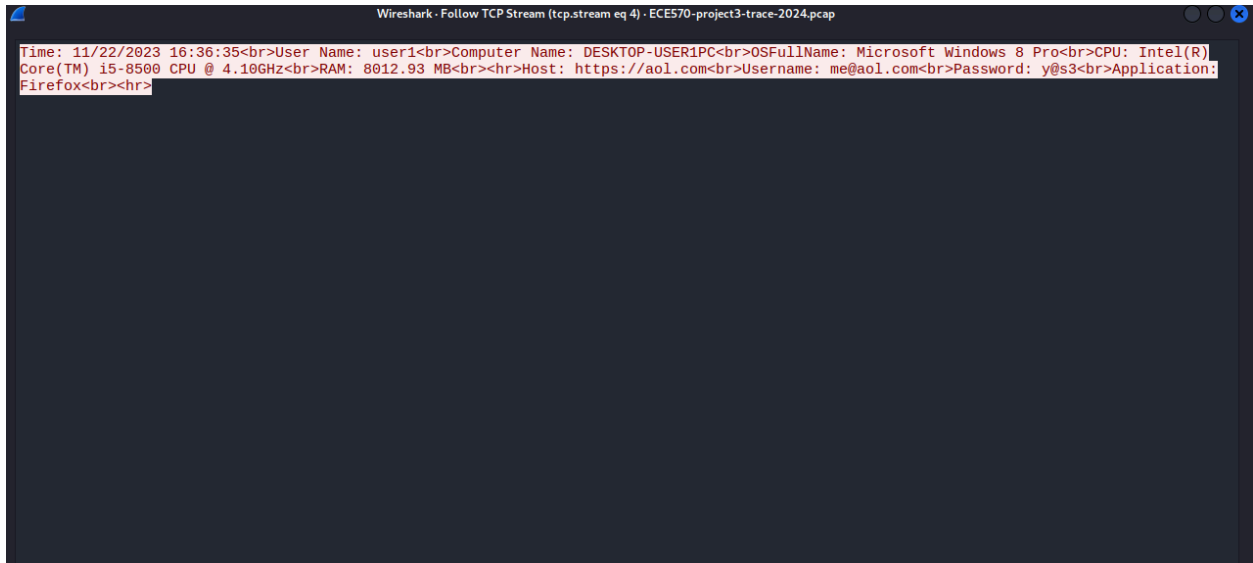 Wireshark · Follow TCP Stream (tcp.stream eq 4) · ECE570-project3-trace-2024.pcap
Time: 11/22/2023 16:36:35<br>User Name: user1<br>Computer Name: DESKTOP-USER1PC<br>OSFullName: Microsoft Windows 8 Pro<br>CPU: Intel(R)
Core(TM) i5-8500 CPU @ 4.10GHz<br>RAM: 8012.93 MB<br><hr>Host: https://aol.com<br>Username: me@aol.com<br>Password: y@s3<br>Application:
Firefox<br><hr>